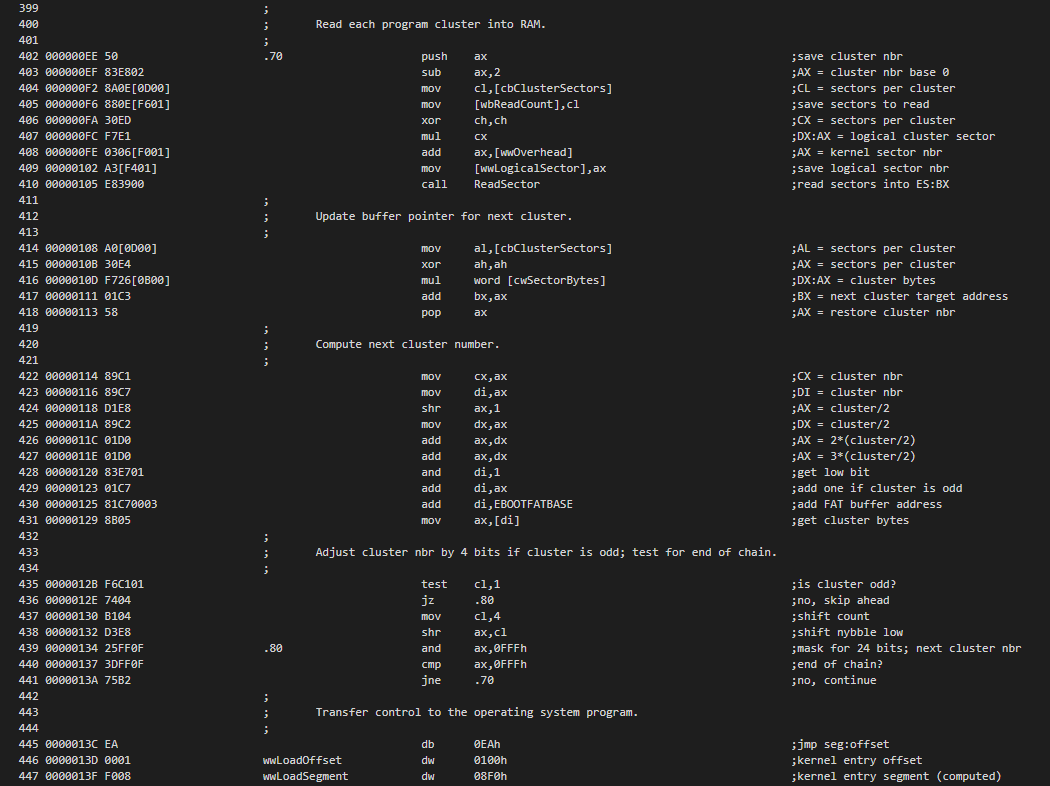 399 ;
400 ; Read each program cluster into RAM.
401 ;
402 000000EE 50 .70 push ax ;save cluster nbr
403 000000EF 83E802 sub ax,2 ;AX = cluster nbr base 0
404 000000F2 8A0E[0D00] mov cl,[cbClusterSectors] ;CL = sectors per cluster
405 000000F6 880E[F601] mov [wbReadCount],cl ;save sectors to read
406 000000FA 30ED xor ch,ch ;CX = sectors per cluster
407 000000FC F7E1 mul cx ;DX:AX = logical cluster sector
408 000000FE 0306[F001] add ax,[wwOverhead] ;AX = kernel sector nbr
409 00000102 A3[F401] mov [wwLogicalSector],ax ;save logical sector nbr
410 00000105 E83900 call ReadSector ;read sectors into ES:BX
411 ;
412 ; Update buffer pointer for next cluster.
413 ;
414 00000108 A0[0D00] mov al,[cbClusterSectors] ;AL = sectors per cluster
415 0000010B 30E4 xor ah,ah ;AX = sectors per cluster
416 0000010D F726[0B00] mul word [cwSectorBytes] ;DX:AX = cluster bytes
417 00000111 01C3 add bx,ax ;BX = next cluster target address
418 00000113 58 pop ax ;AX = restore cluster nbr
419 ;
420 ; Compute next cluster number.
421 ;
422 00000114 89C1 mov cx,ax ;CX = cluster nbr
423 00000116 89C7 mov di,ax ;DI = cluster nbr
424 00000118 D1E8 shr ax,1 ;AX = cluster/2
425 0000011A 89C2 mov dx,ax ;DX = cluster/2
426 0000011C 01D0 add ax,dx ;AX = 2*(cluster/2)
427 0000011E 01D0 add ax,dx ;AX = 3*(cluster/2)
428 00000120 83E701 and di,1 ;get low bit
429 00000123 01C7 add di,ax ;add one if cluster is odd
430 00000125 81C70003 add di,EBOOTFATBASE ;add FAT buffer address
431 00000129 8B05 mov ax,[di] ;get cluster bytes
432 ;
433 ; Adjust cluster nbr by 4 bits if cluster is odd; test for end of chain.
434 ;
435 0000012B F6C101 test cl,1 ;is cluster odd?
436 0000012E 7404 jz .80 ;no, skip ahead
437 00000130 B104 mov cl,4 ;shift count
438 00000132 D3E8 shr ax,cl ;shift nybble low
439 00000134 25FF0F .80 and ax,0FFFh ;mask for 24 bits; next cluster nbr
440 00000137 3DFF0F cmp ax,0FFFh ;end of chain?
441 0000013A 75B2 jne .70 ;no, continue
442 ;
443 ; Transfer control to the operating system program.
444 ;
445 0000013C EA db 0EAh ;jmp seg:offset
446 0000013D 0001 wwLoadOffset dw 0100h ;kernel entry offset
447 0000013F F008 wwLoadSegment dw 08F0h ;kernel entry segment (computed)